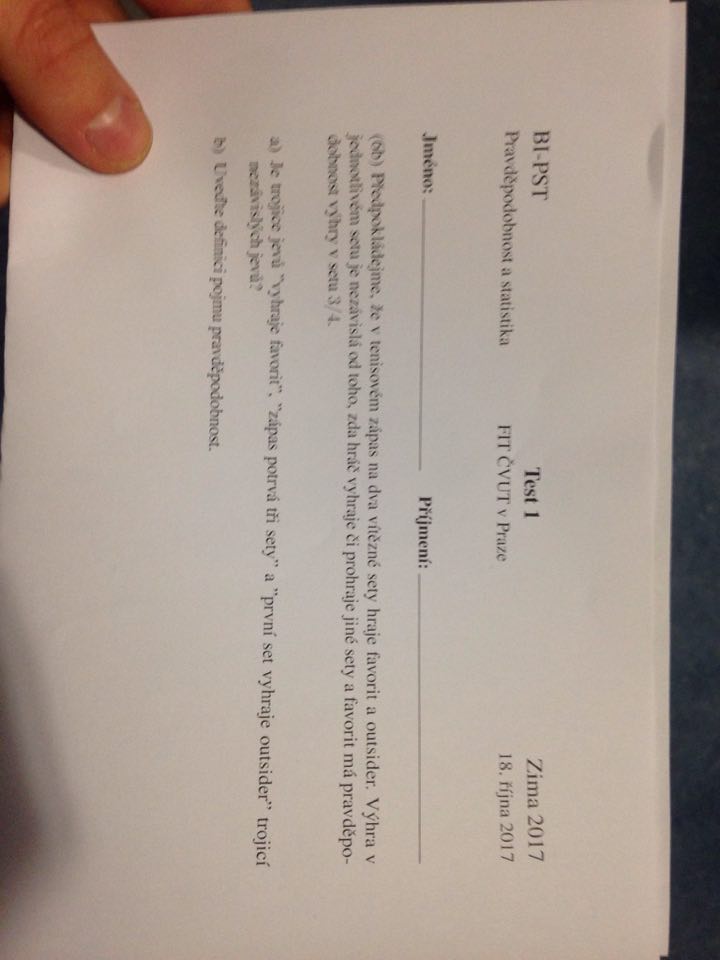 BI-PST Test 1 Zima 2017
Pravděpodobnost a statistika FIT ČVUT v Praze 18. října 2017
Jméno: Příjmení:
(6b) Předpokládejme, že v tenisovém zápas na dva vítězné sety hraje favorit a outsider. Výhra v
jednotlivém setu je nezávislá od toho, zda hráč vyhraje či prohraje jiné sety a favorit má pravděpo-
dobnost výhry v setu 3/4.
a) Je trojice jevů "vyhraje favorit", "zápas potrvá tři sety" a "první set vyhraje outsider" trojicí
nezávislých jevů?
b) Uveďte definici pojmu pravděpodobnost.